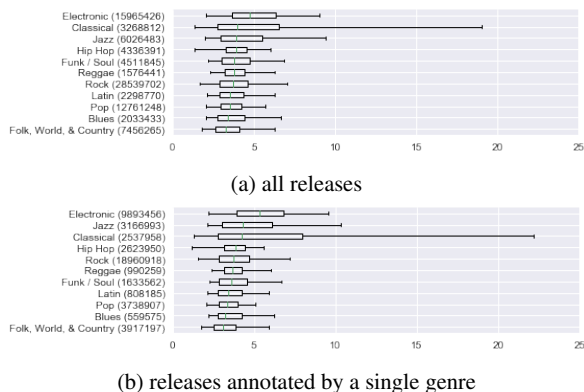 Electronic (15965426)
Classical (3268812)
Jazz (6026483)
Hip Hop (4336391)
Funk / Soul (4511845)
Reggae (1576441)
Rock (28539702)
Latin (2298770)
Pop (12761248)
Blues (2033433)
Folk, World, & Country (7456265)
0 5 10 15 20 25
(a) all releases
Electronic (9893456)
Jazz (3166993)
Classical (2537958)
Hip Hop (2623950)
Rock (18960918)
Reggae (990259)
Funk / Soul (1633562)
Latin (808185)
Pop (3738907)
Blues (559575)
Folk, World, & Country (3917197)
0 5 10 15 20 25
(b) releases annotated by a single genre